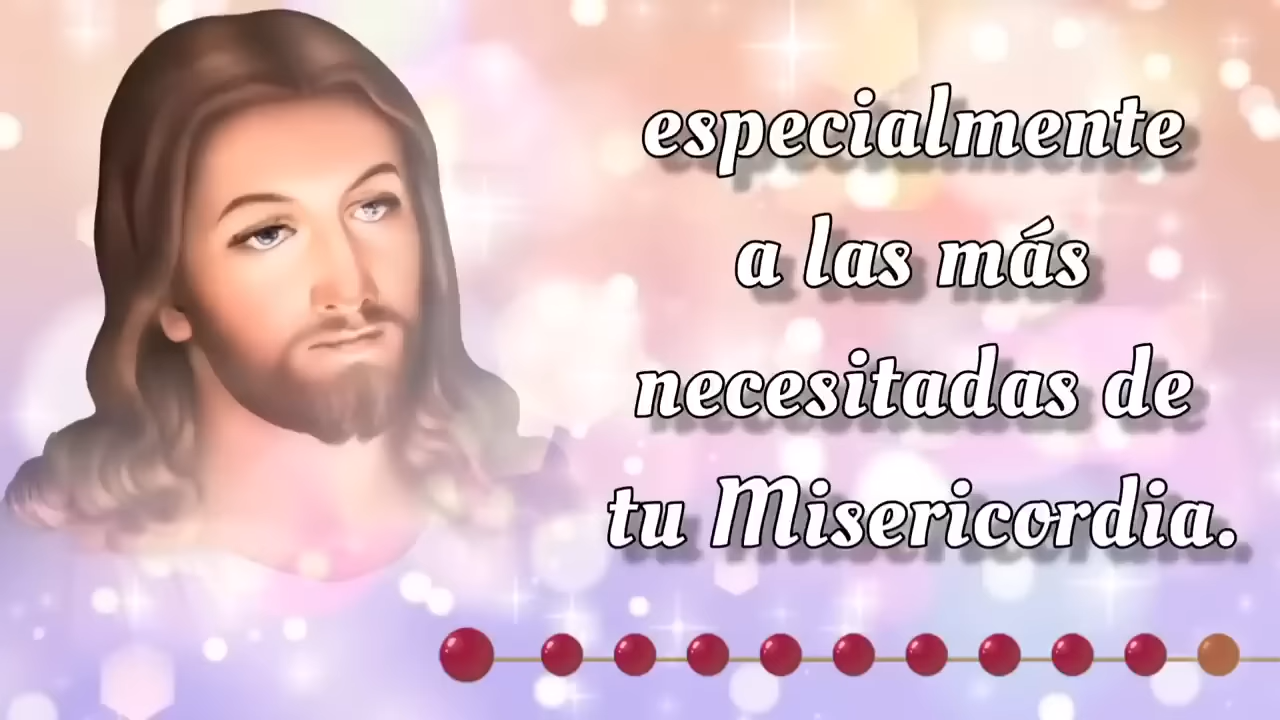 especialmente
a las más
necesitadas de
tu Misericordia.